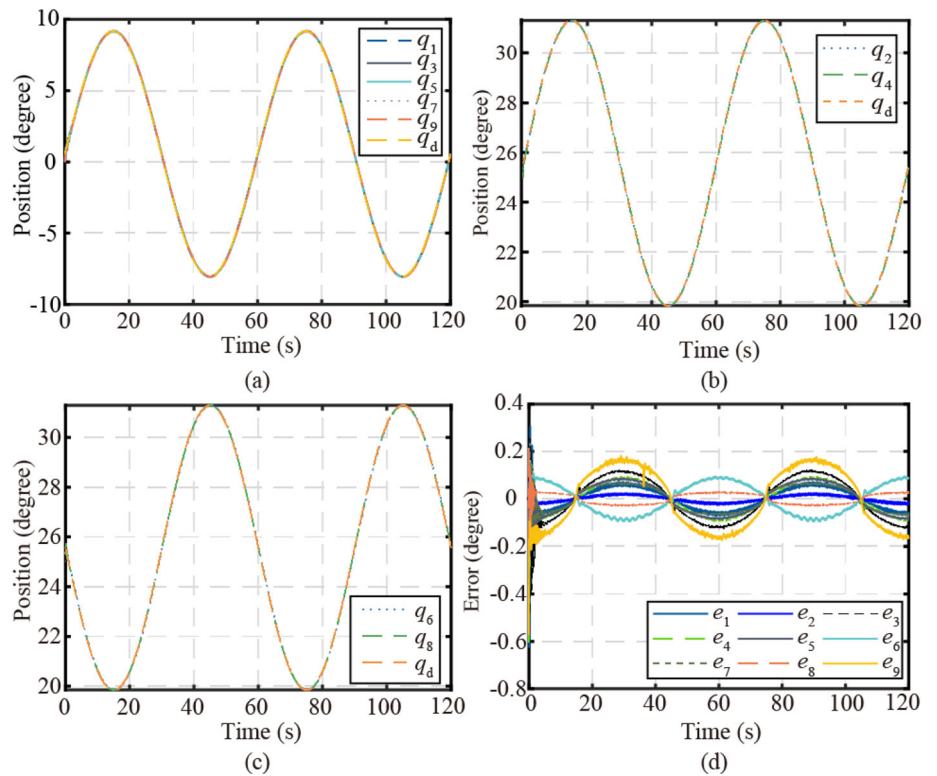 10
5
0
-5
-10
Position (degree)
0 20 40 60 80 100 120
Time (s)
q1
q3
q5
q7
q9
qd
(a)
30
28
26
24
22
20
Position (degree)
0 20 40 60 80 100 120
Time (s)
q2
q4
qd
(b)
30
28
26
24
22
20
Position (degree)
0 20 40 60 80 100 120
Time (s)
q6
q8
qd
(c)
0.4
0.2
0
-0.2
-0.4
-0.6
-0.8
Error (degree)
0 20 40 60 80 100 120
Time (s)
e1 e2 e3
e4 e5 e6
e7 e8 e9
(d)